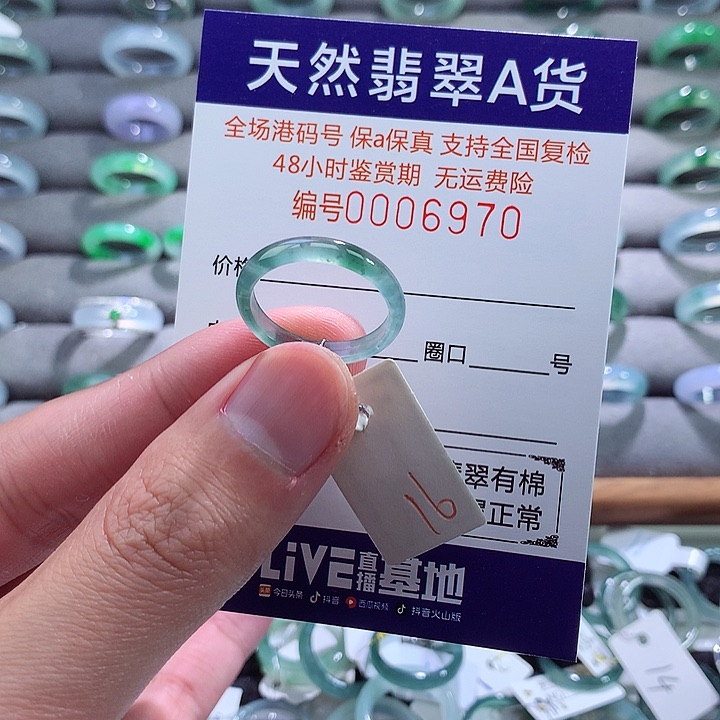 天然翡翠A货
全场港码号 保a保真 支持全国复检
48小时鉴赏期 无运费险
编号0006970
价格
圈口 号
翠有棉
正常
16
LiVE直播基地
今日头条 抖音 西瓜视频 抖音火山版
14